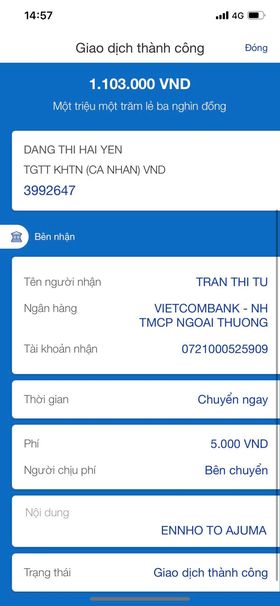 14:57
4G
Giao dịch thành công
Đóng
1.103.000 VND
Một triệu một trăm lẻ ba nghìn đồng
DANG THI HAI YEN
TGTT KHTN (CA NHAN) VND
3992647
Bên nhận
Tên người nhận TRAN THI TU
Ngân hàng VIETCOMBANK - NH
TMCP NGOAI THUONG
Tài khoản nhận 0721000525909
Thời gian Chuyển ngay
Phí 5.000 VND
Người chịu phí Bên chuyển
Nội dung
ENNHO TO AJUMA
Trạng thái Giao dịch thành công